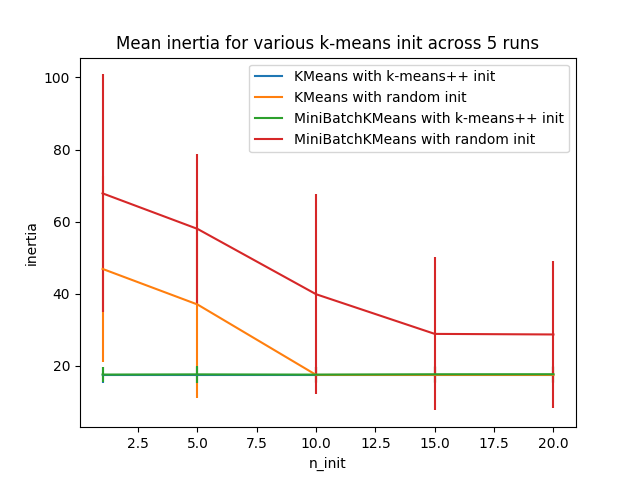 Mean inertia for various k-means init across 5 runs
KMeans with k-means++ init
KMeans with random init
MiniBatchKMeans with k-means++ init
MiniBatchKMeans with random init
100
80
60
40
20
inertia
2.5 5.0 7.5 10.0 12.5 15.0 17.5 20.0
n_init